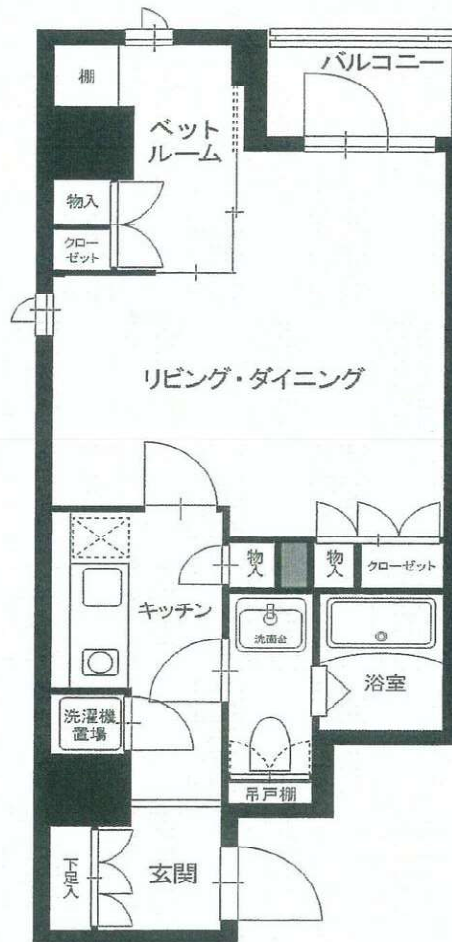 バルコニー
棚
ベット
ルーム
物入
クロー
ゼット
リビング・ダイニング
物
入
物
入
クローゼット
キッチン
洗面台
浴室
洗濯機
置場
吊戸棚
下足入
玄関